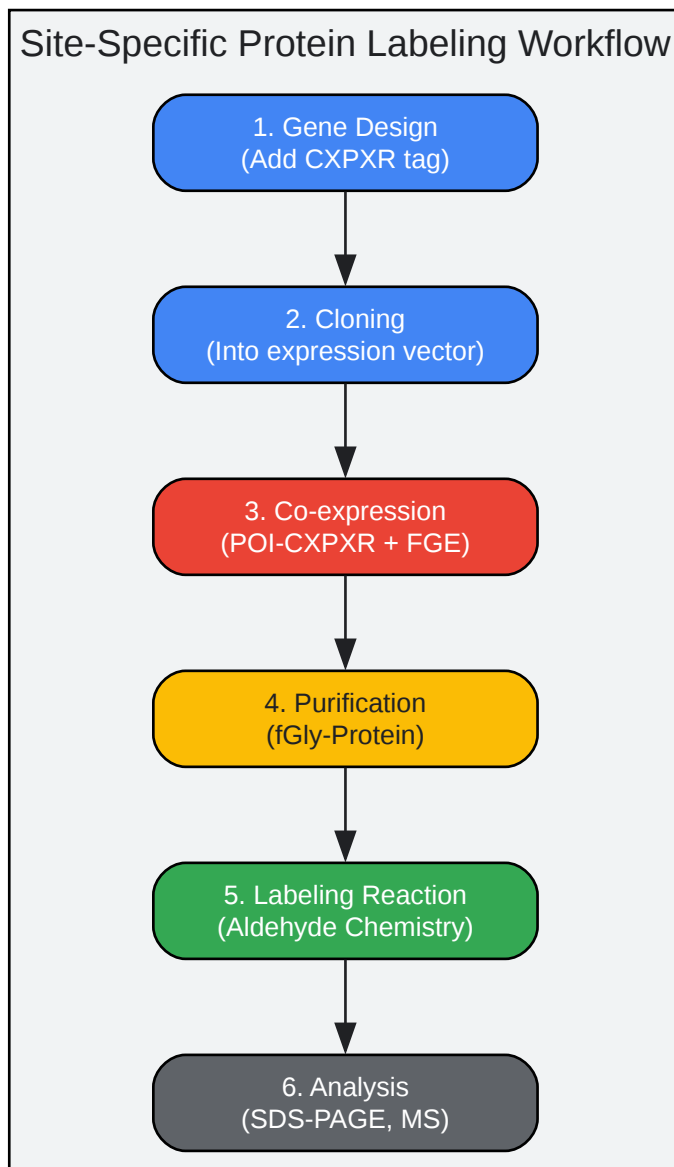 Site-Specific Protein Labeling Workflow
1. Gene Design
(Add CXPXR tag)
2. Cloning
(Into expression vector)
3. Co-expression
(POI-CXPXR + FGE)
4. Purification
(fGly-Protein)
5. Labeling Reaction
(Aldehyde Chemistry)
6. Analysis
(SDS-PAGE, MS)